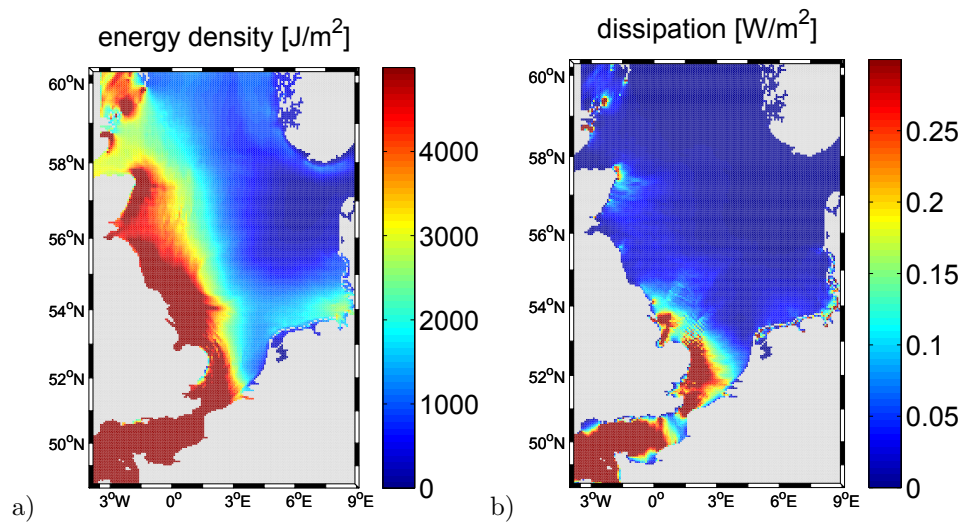 energy density [J/m²]
60°N
58°N
56°N
54°N
52°N
50°N
3°W 0° 3°E 6°E 9°E
4000
3000
2000
1000
0
a)
dissipation [W/m²]
60°N
58°N
56°N
54°N
52°N
50°N
3°W 0° 3°E 6°E 9°E
0.25
0.2
0.15
0.1
0.05
0
b)